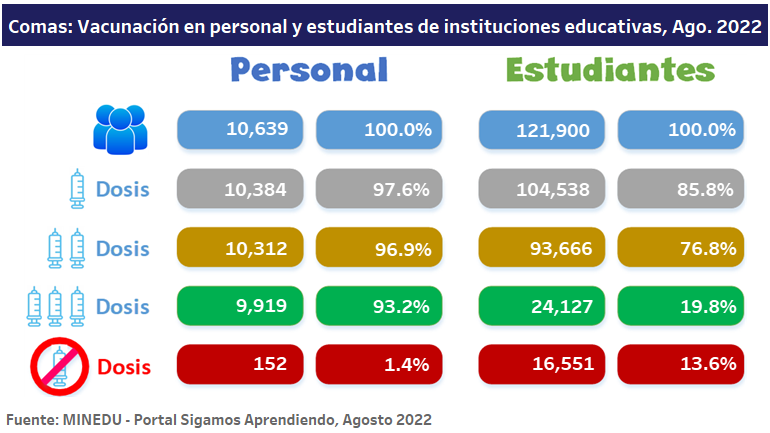 Comas: Vacunación en personal y estudiantes de instituciones educativas, Ago. 2022
Personal Estudiantes
10,639 100.0% 121,900 100.0%
Dosis 10,384 97.6% 104,538 85.8%
Dosis 10,312 96.9% 93,666 76.8%
Dosis 9,919 93.2% 24,127 19.8%
Dosis 152 1.4% 16,551 13.6%
Fuente: MINEDU - Portal Sigamos Aprendiendo, Agosto 2022